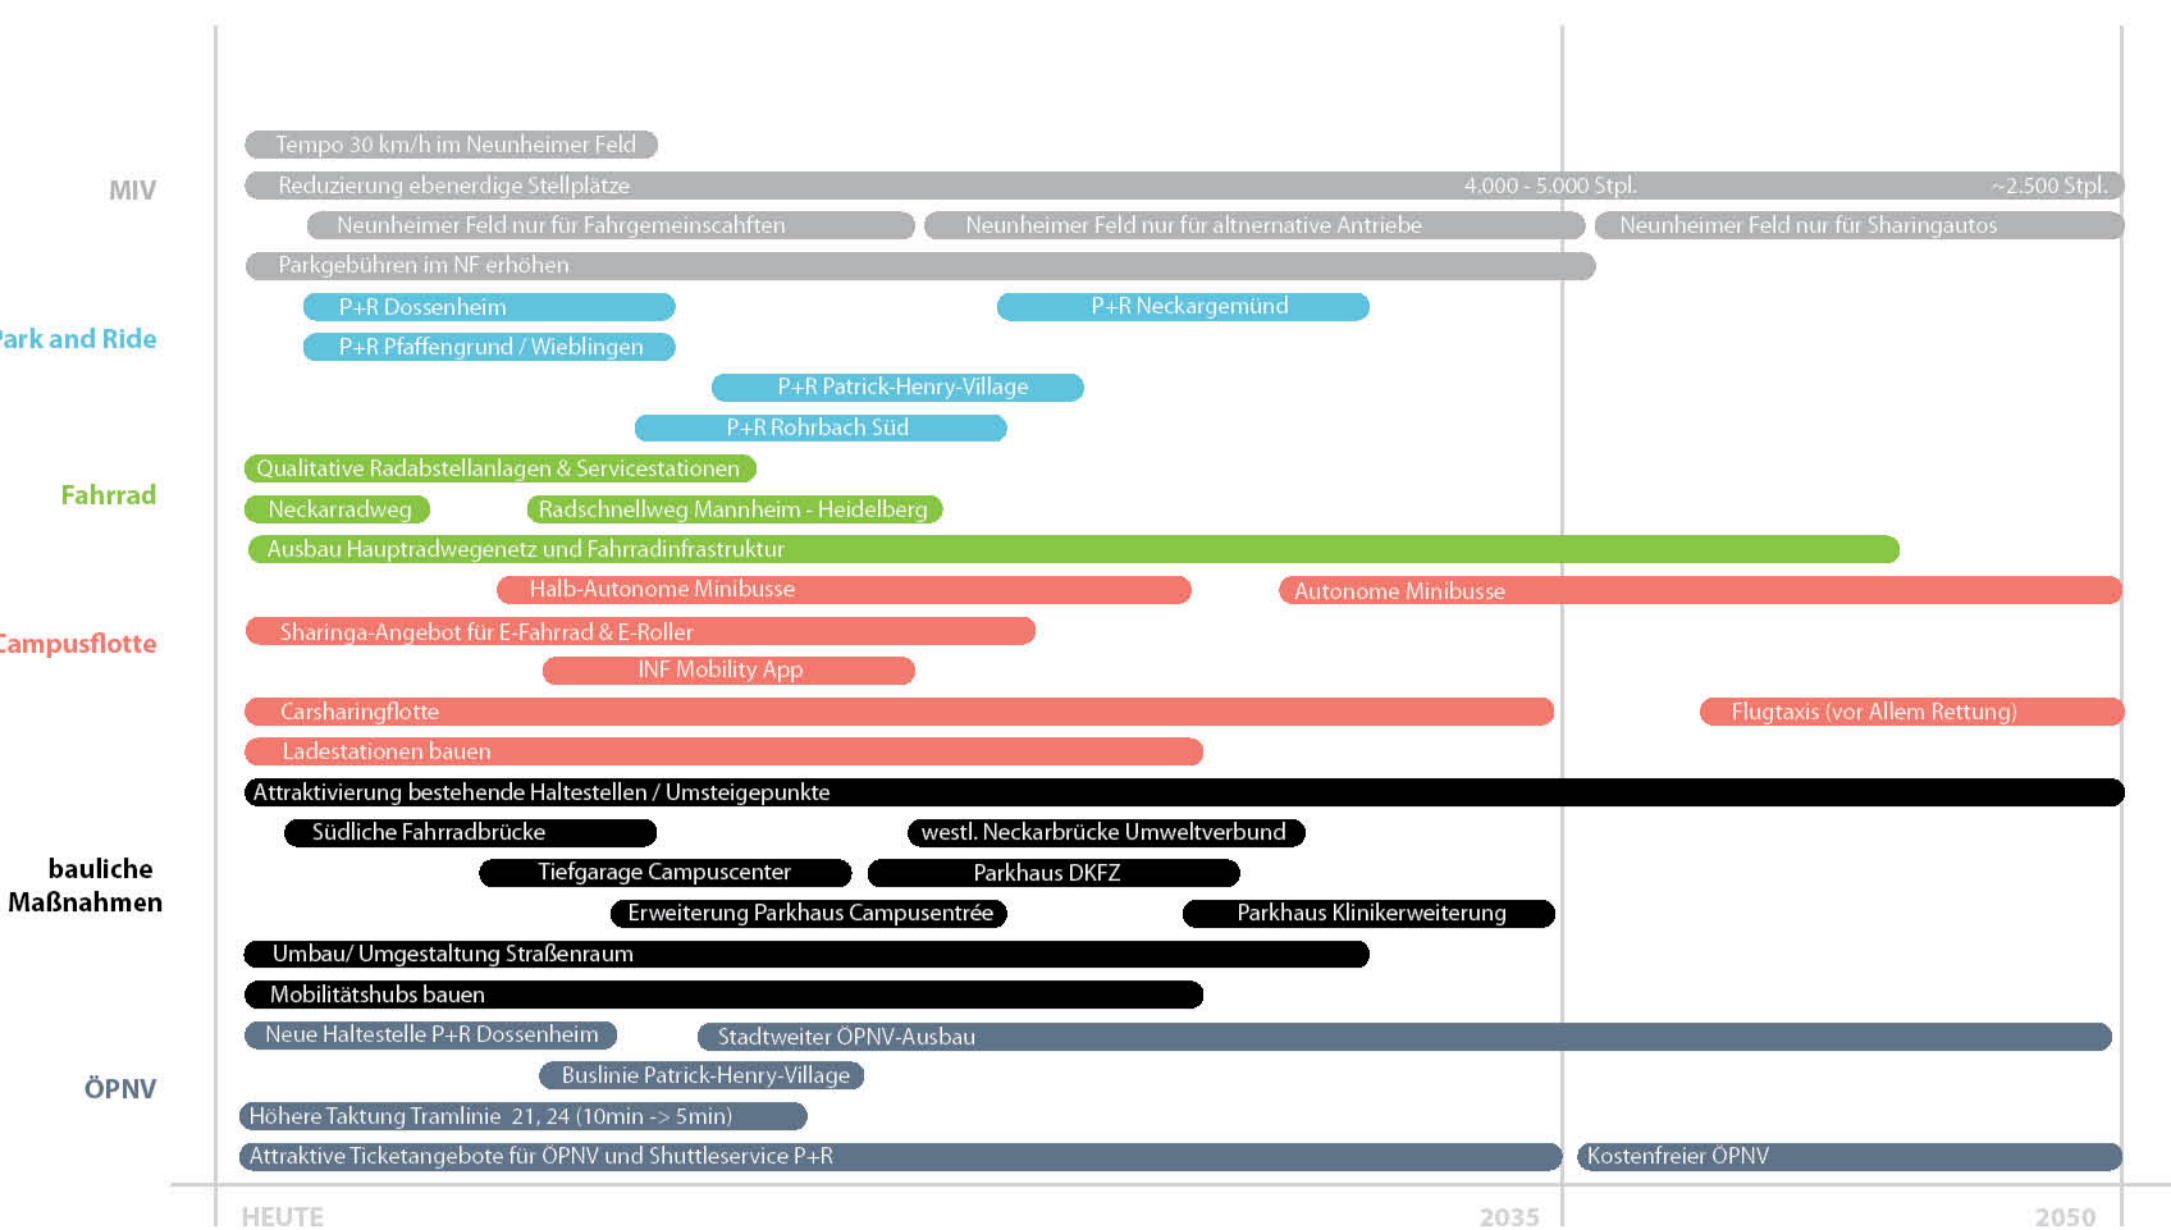 Tempo 30 km/h im Neunheimer Feld
MIV
Reduzierung ebenerdige Stellplätze 4.000 - 5.000 Stpl. ~2.500 Stpl.
Neunheimer Feld nur für Fahrgemeinscahften Neunheimer Feld nur für altnernative Antriebe Neunheimer Feld nur für Sharingautos
Parkgebühren im NF erhöhen
P+R Dossenheim P+R Neckargemünd
Park and Ride
P+R Pfaffengrund / Wieblingen
P+R Patrick-Henry-Village
P+R Rohrbach Süd
Qualitative Radabstellanlagen & Servicestationen
Fahrrad
Neckarradweg Radschnellweg Mannheim - Heidelberg
Ausbau Hauptradwegenetz und Fahrradinfrastruktur
Halb-Autonome Minibusse Autonome Minibusse
Sharinga-Angebot für E-Fahrrad & E-Roller
Campusflotte
INF Mobility App
Carsharingflotte Flugtaxis (vor Allem Rettung)
Ladestationen bauen
Attraktivierung bestehende Haltestellen / Umsteigepunkte
Südliche Fahrradbrücke westl. Neckarbrücke Umweltverbund
bauliche
Maßnahmen
Tiefgarage Campuscenter Parkhaus DKFZ
Erweiterung Parkhaus Campusentrée Parkhaus Klinikerweiterung
Umbau/ Umgestaltung Straßenraum
Mobilitätshubs bauen
Neue Haltestelle P+R Dossenheim Stadtweiter ÖPNV-Ausbau
ÖPNV
Buslinie Patrick-Henry-Village
Höhere Taktung Tramlinie 21, 24 (10min -> 5min)
Attraktive Ticketangebote für ÖPNV und Shuttleservice P+R Kostenfreier ÖPNV
HEUTE 2035 2050